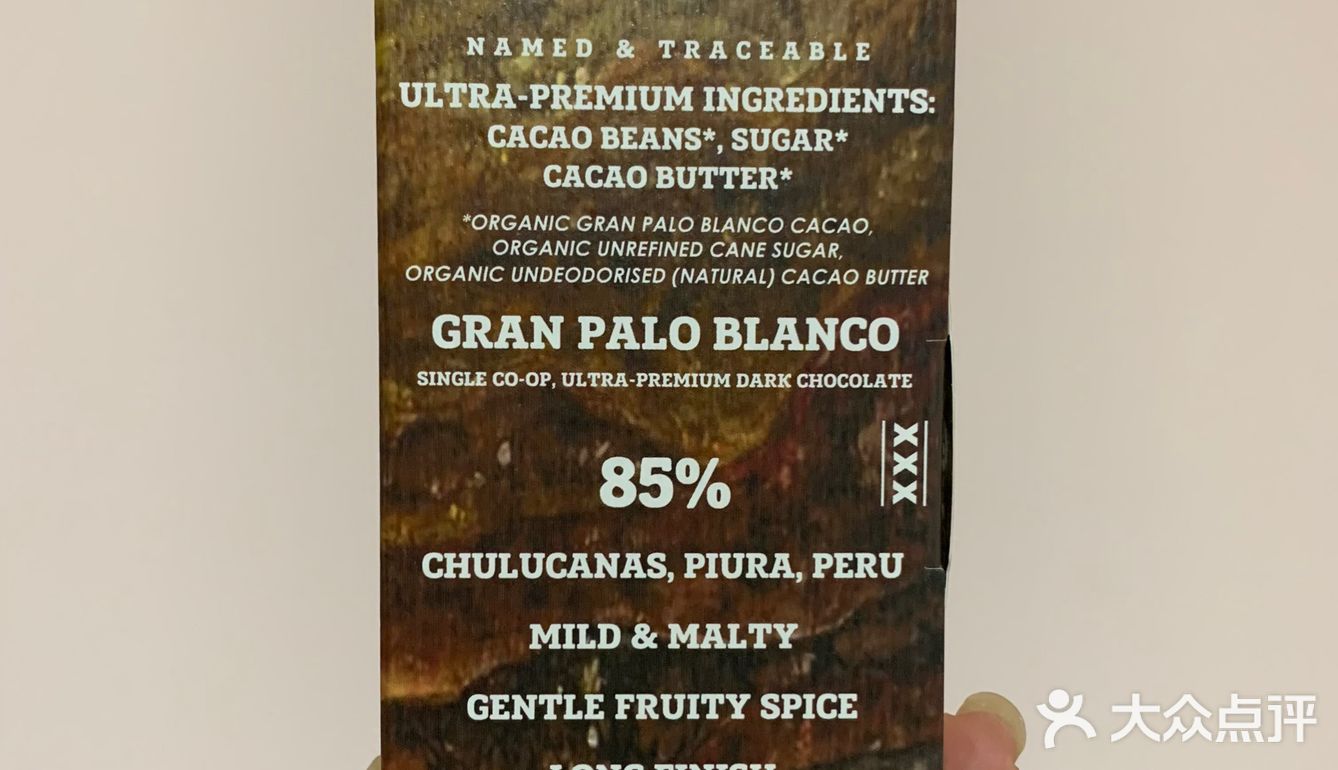 NAMED & TRACEABLE
ULTRA-PREMIUM INGREDIENTS:
CACAO BEANS*, SUGAR*
CACAO BUTTER*
*ORGANIC GRAN PALO BLANCO CACAO,
ORGANIC UNREFINED CANE SUGAR,
ORGANIC UNDEODORISED (NATURAL) CACAO BUTTER
GRAN PALO BLANCO
SINGLE CO-OP, ULTRA-PREMIUM DARK CHOCOLATE
XXX
85%
CHULUCANAS, PIURA, PERU
MILD & MALTY
GENTLE FRUITY SPICE
LONG FINISH
大众点评